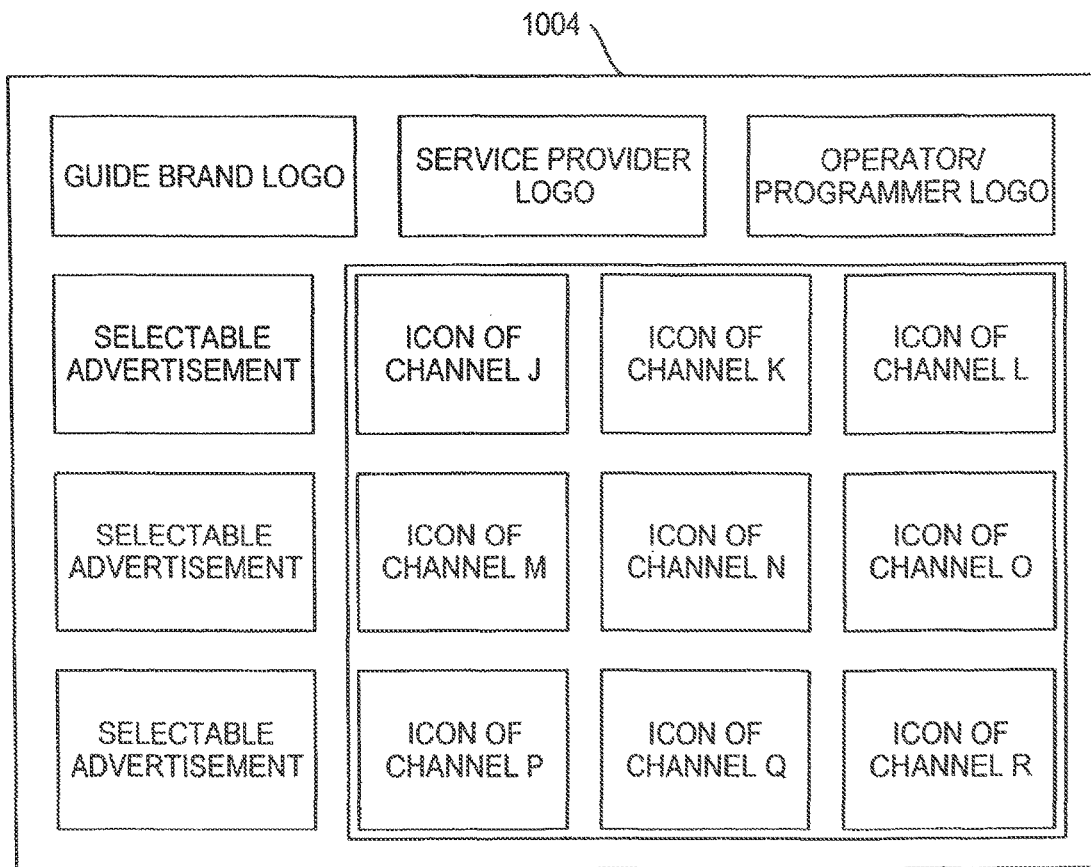 1004
GUIDE BRAND LOGO
SERVICE PROVIDER
LOGO
OPERATOR/
PROGRAMMER LOGO
SELECTABLE
ADVERTISEMENT
ICON OF
CHANNEL J
ICON OF
CHANNEL K
ICON OF
CHANNEL L
SELECTABLE
ADVERTISEMENT
ICON OF
CHANNEL M
ICON OF
CHANNEL N
ICON OF
CHANNEL O
SELECTABLE
ADVERTISEMENT
ICON OF
CHANNEL P
ICON OF
CHANNEL Q
ICON OF
CHANNEL R